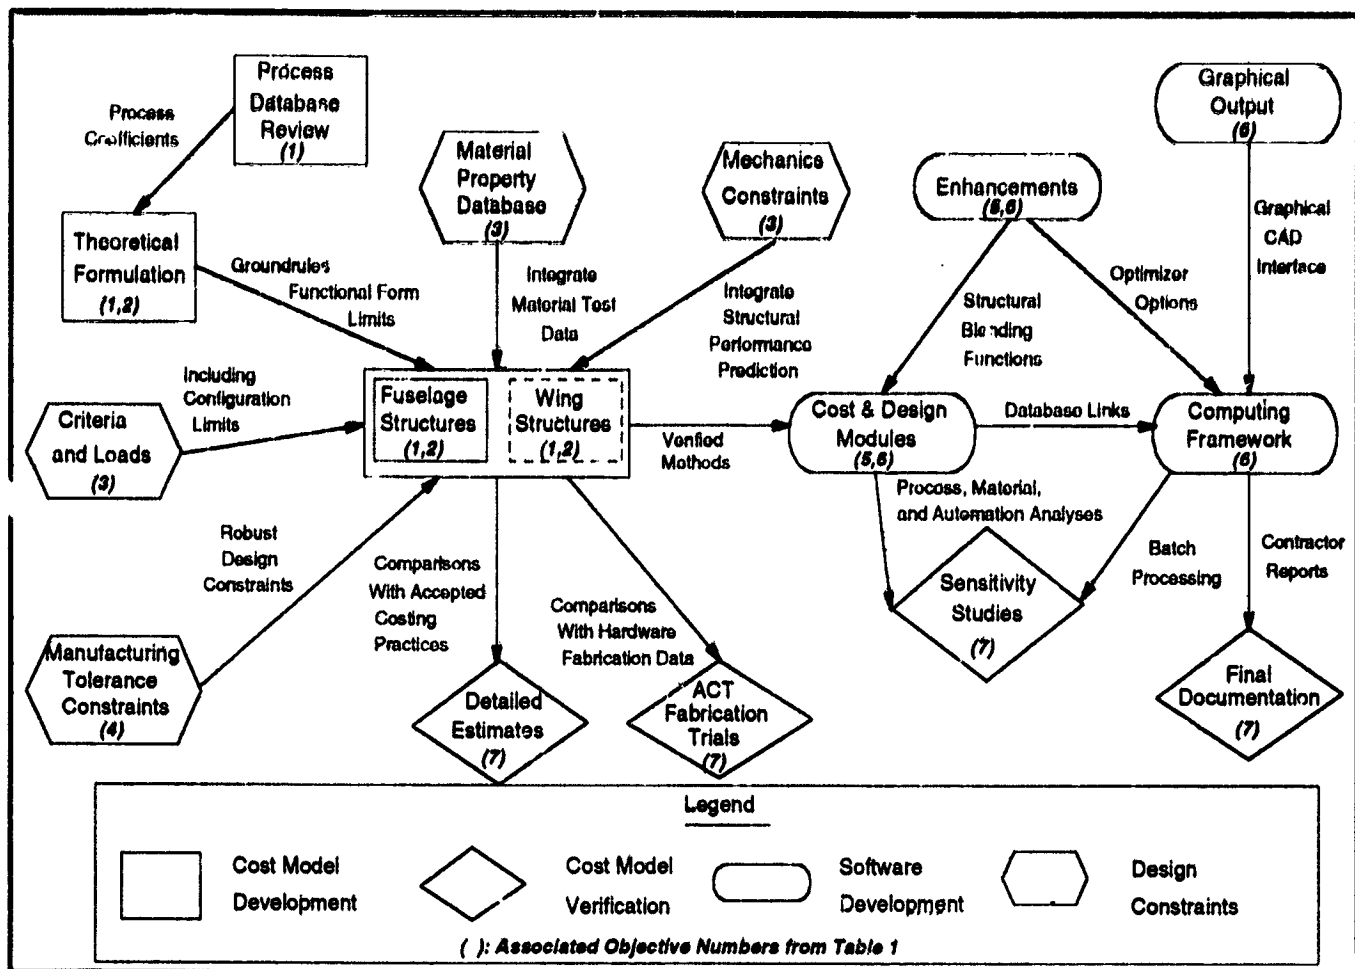 Process
Database
Review
(1)
Process
Coefficients
Theoretical
Formulation
(1,2)
Material
Property
Database
(3)
Mechanics
Constraints
(3)
Enhancements
(5,6)
Graphical
Output
(6)
Groundrules
Functional Form
Limits
Integrate
Material Test
Data
Integrate
Structural
Performance
Prediction
Structural
Blending
Functions
Optimizer
Options
Graphical
CAD
Interface
Including
Configuration
Limits
Criteria
and Loads
(3)
Fuselage
Structures
(1,2)
Wing
Structures
(1,2)
Verified
Methods
Cost & Design
Modules
(5,6)
Database Links
Computing
Framework
(6)
Robust
Design
Constraints
Manufacturing
Tolerance
Constraints
(4)
Comparisons
With Accepted
Costing
Practices
Comparisons
With Hardware
Fabrication Data
Process, Material,
and Automation Analyses
Batch
Processing
Contractor
Reports
Detailed
Estimates
(7)
ACT
Fabrication
Trials
(7)
Sensitivity
Studies
(7)
Final
Documentation
(7)
Legend
Cost Model
Development
Cost Model
Verification
Software
Development
Design
Constraints
( ): Associated Objective Numbers from Table 1